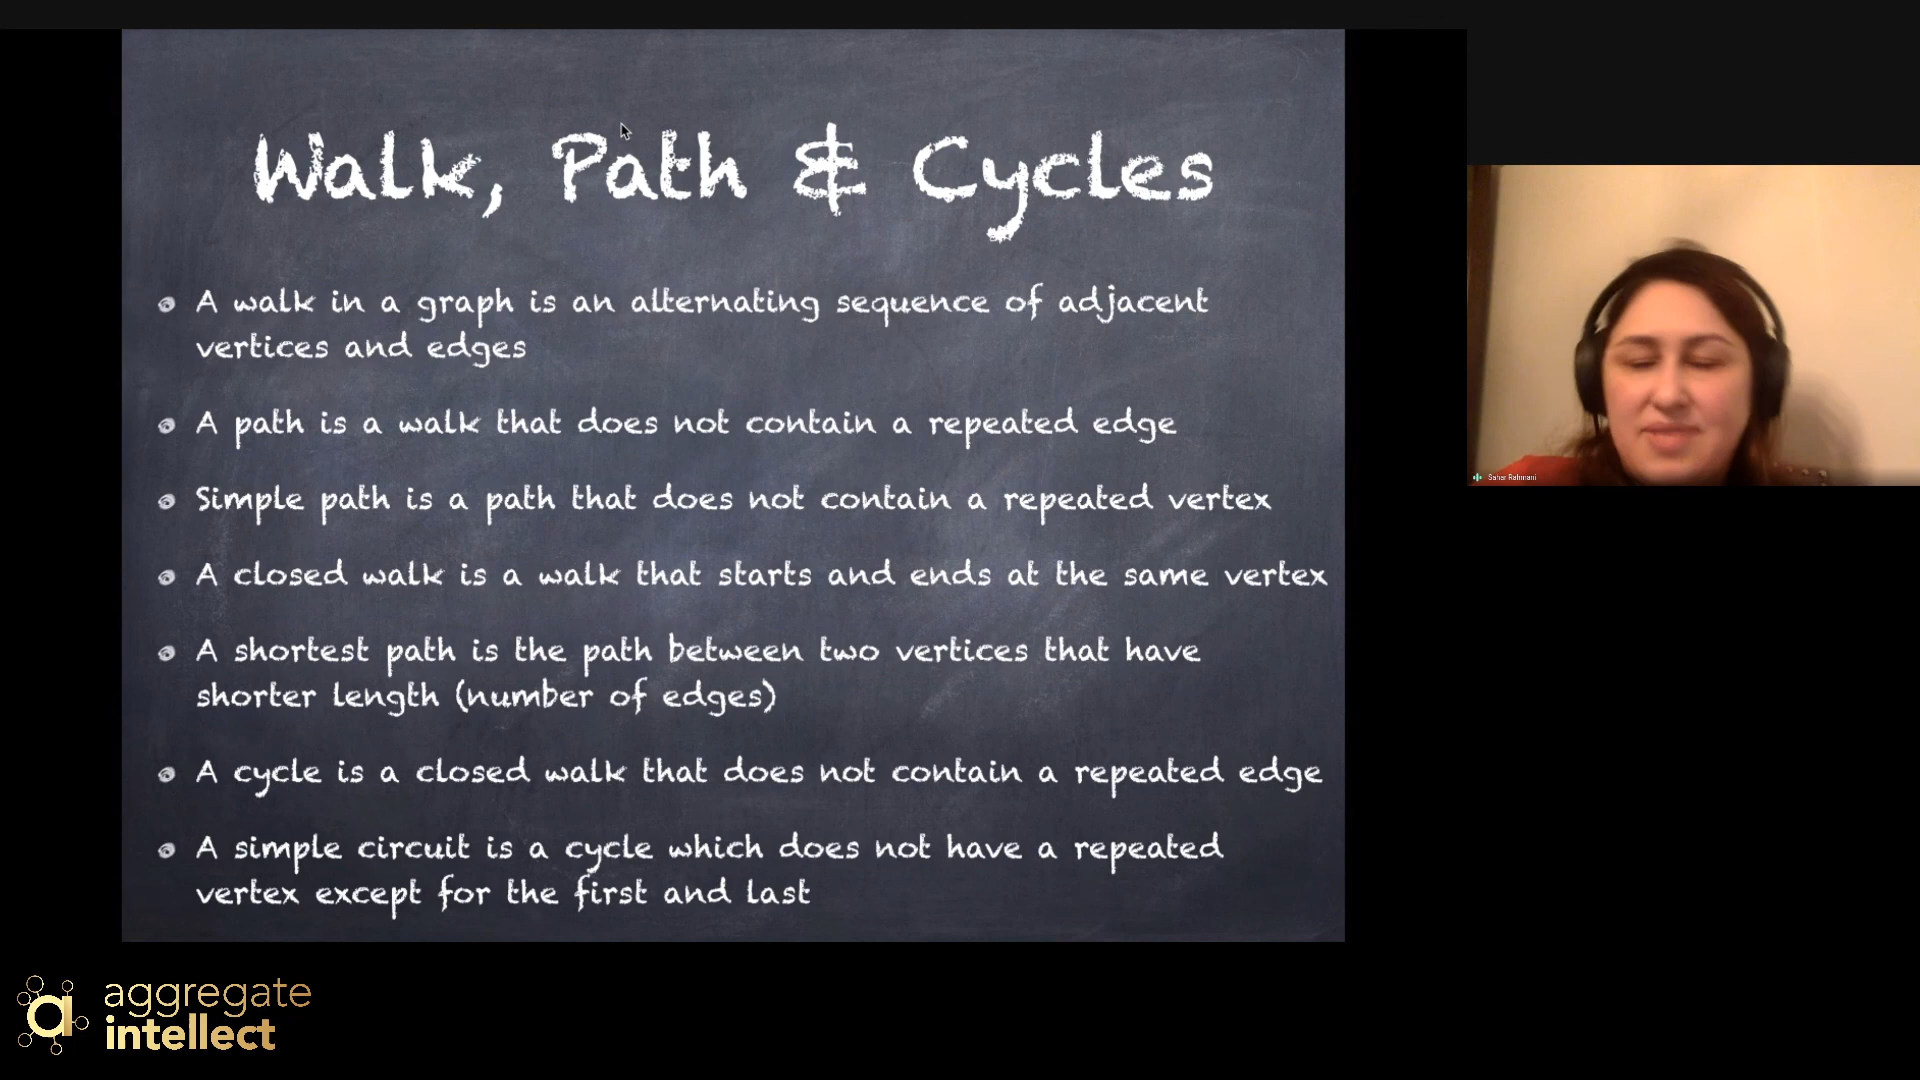 Walk, Path & Cycles
A walk in a graph is an alternating sequence of adjacent
vertices and edges
A path is a walk that does not contain a repeated edge
Simple path is a path that does not contain a repeated vertex
A closed walk is a walk that starts and ends at the same vertex
A shortest path is the path between two vertices that have
shorter length (number of edges)
A cycle is a closed walk that does not contain a repeated edge
A simple circuit is a cycle which does not have a repeated
vertex except for the first and last
Sahar Rahmani
aggregate
intellect